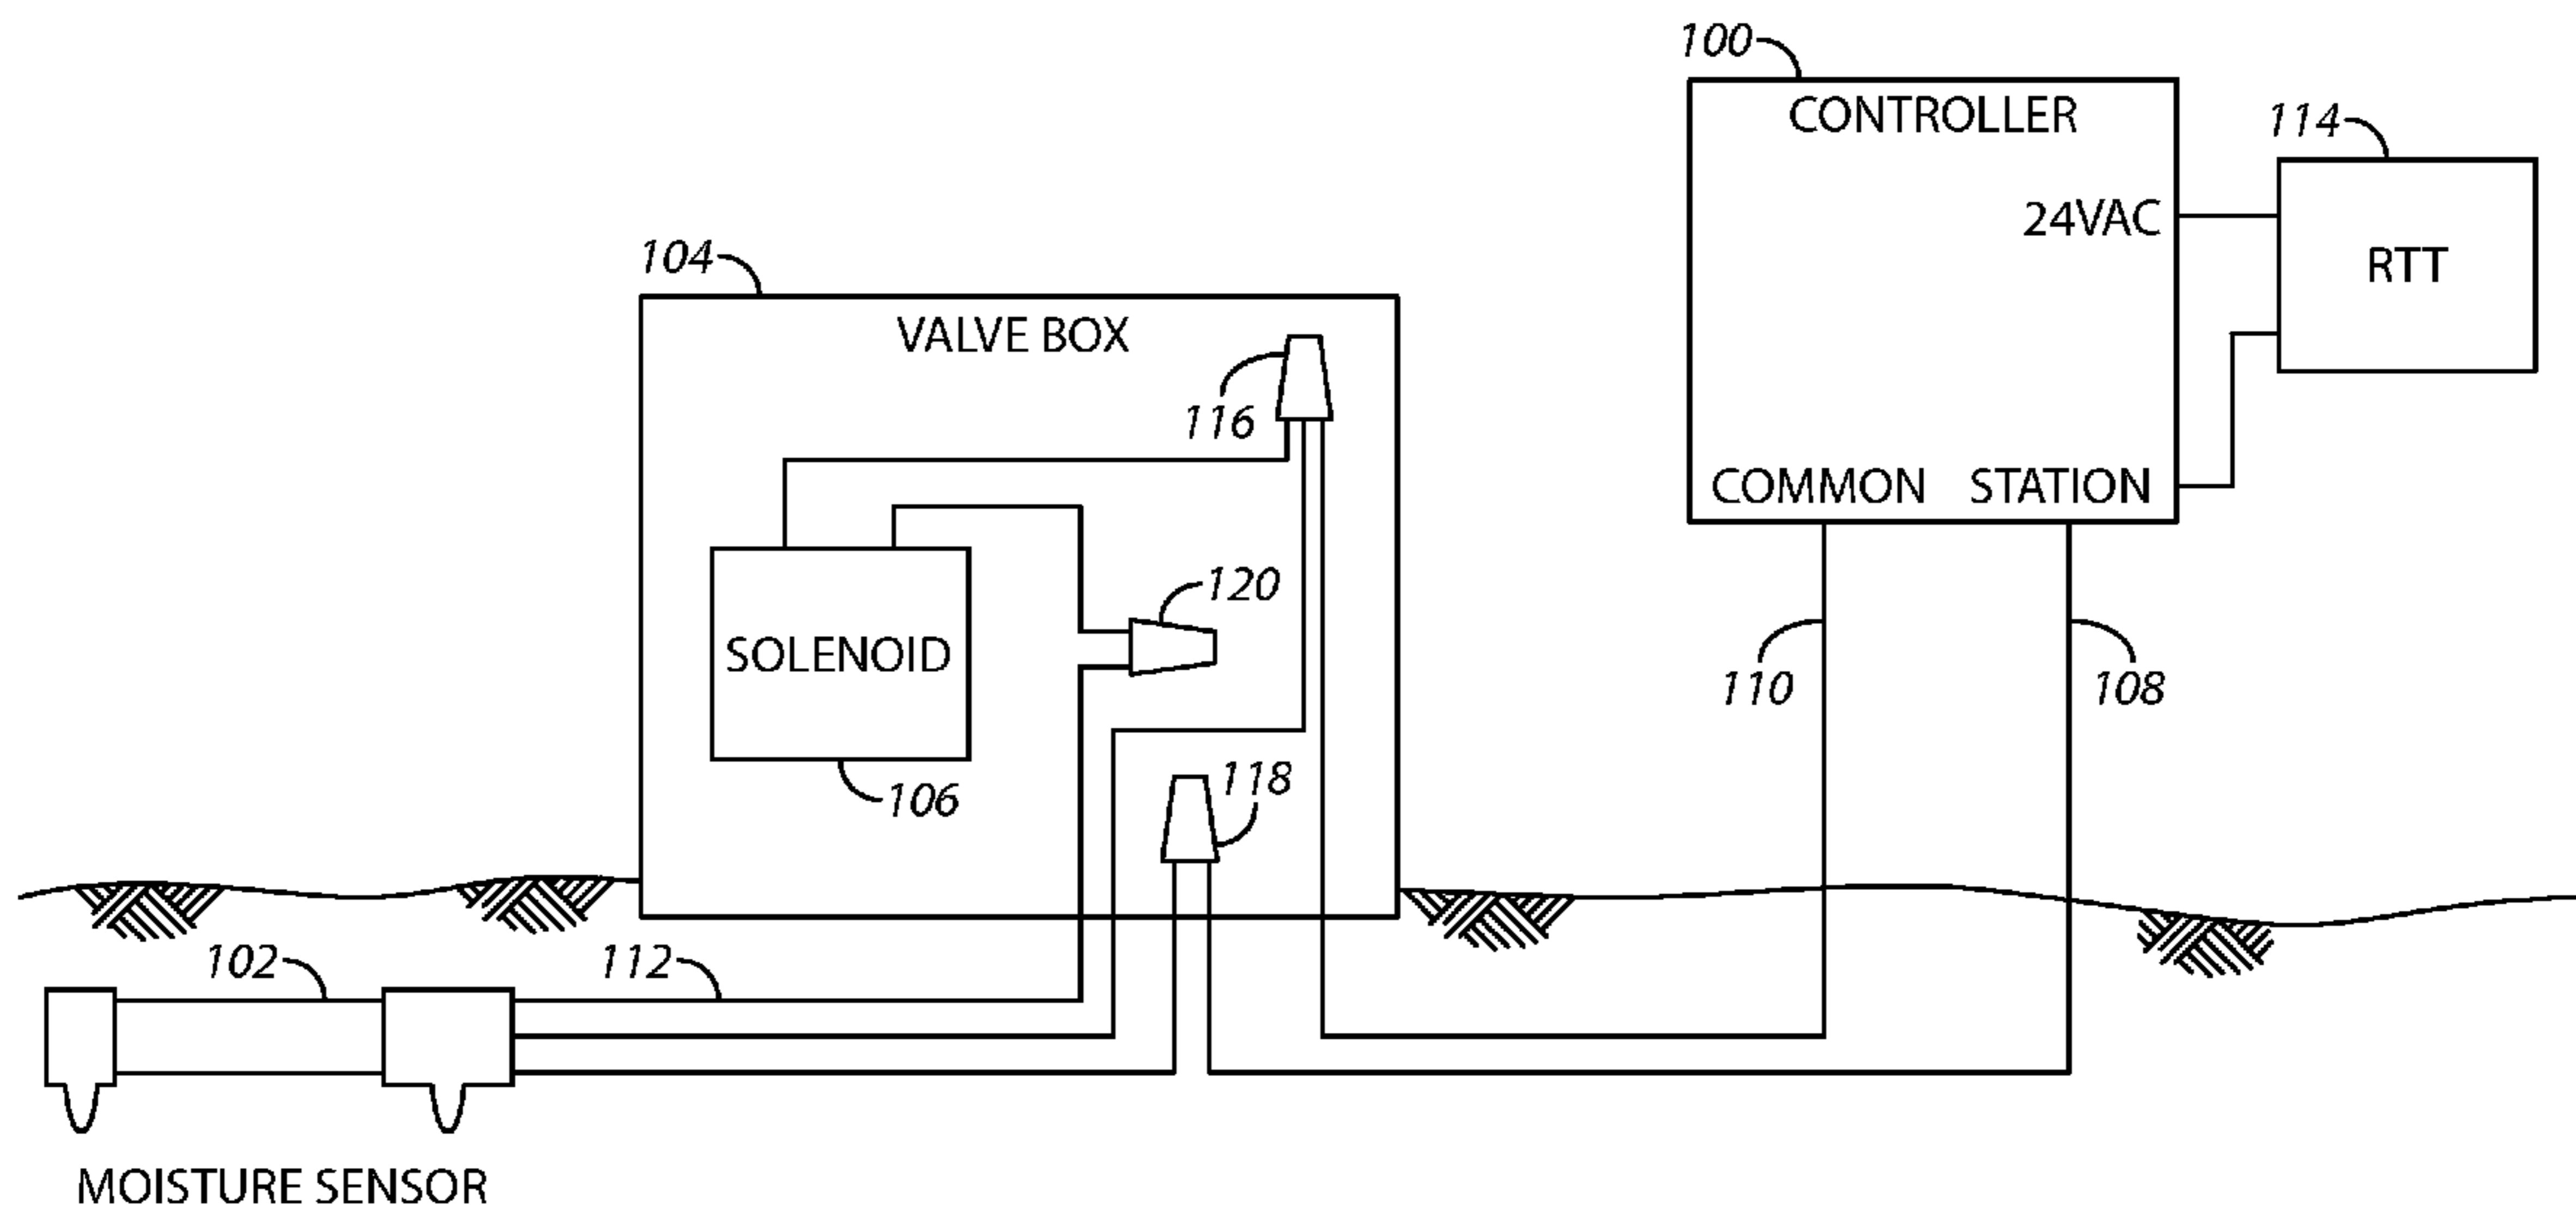 100
CONTROLLER
114
24VAC
RTT
104
VALVE BOX
116
COMMON STATION
120
SOLENOID
110
108
118
106
102
112
MOISTURE SENSOR